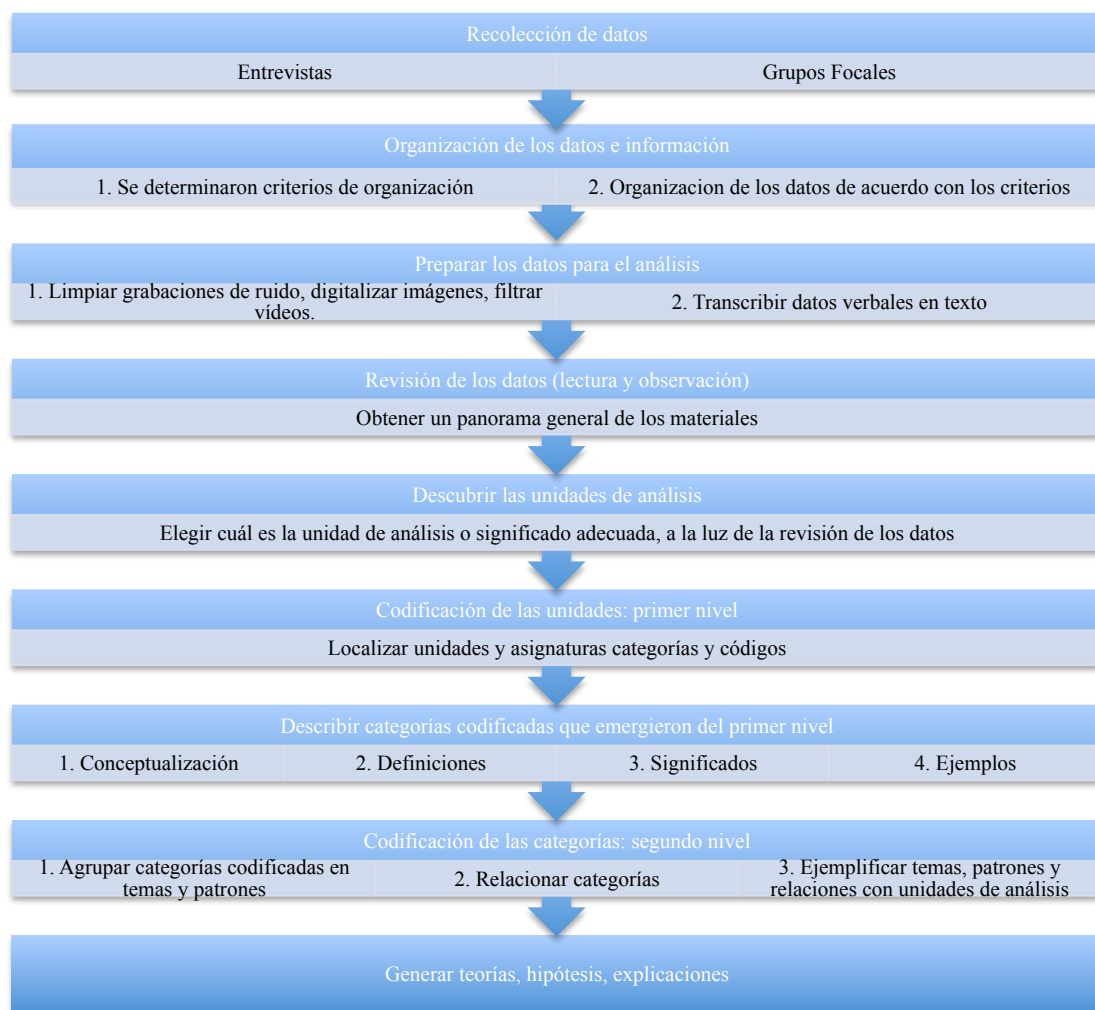 Recolección de datos
Entrevistas
Grupos Focales
Organización de los datos e información
1. Se determinaron criterios de organización
2. Organizacion de los datos de acuerdo con los criterios
Preparar los datos para el análisis
1. Limpiar grabaciones de ruido, digitalizar imágenes, filtrar
vídeos.
2. Transcribir datos verbales en texto
Revisión de los datos (lectura y observación)
Obtener un panorama general de los materiales
Descubrir las unidades de análisis
Elegir cuál es la unidad de análisis o significado adecuada, a la luz de la revisión de los datos
Codificación de las unidades: primer nivel
Localizar unidades y asignaturas categorías y códigos
Describir categorías codificadas que emergieron del primer nivel
1. Conceptualización
2. Definiciones
3. Significados
4. Ejemplos
Codificación de las categorías: segundo nivel
1. Agrupar categorías codificadas en
temas y patrones
2. Relacionar categorías
3. Ejemplificar temas, patrones y
relaciones con unidades de análisis
Generar teorías, hipótesis, explicaciones